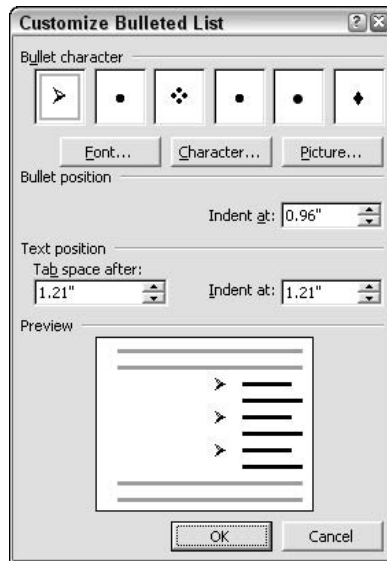 Customize Bulleted List
Bullet character
Font... Character... Picture...
Bullet position
Indent at: 0.96"
Text position
Tab space after:
1.21" Indent at: 1.21"
Preview
OK Cancel